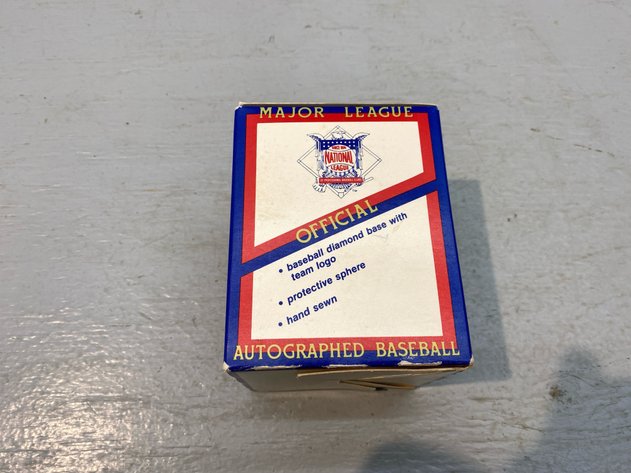 MAJOR LEAGUE
NATIONAL
LEAGUE
OFFICIAL
• baseball diamond base with
team logo
• protective sphere
• hand sewn
AUTOGRAPHED BASEBALL